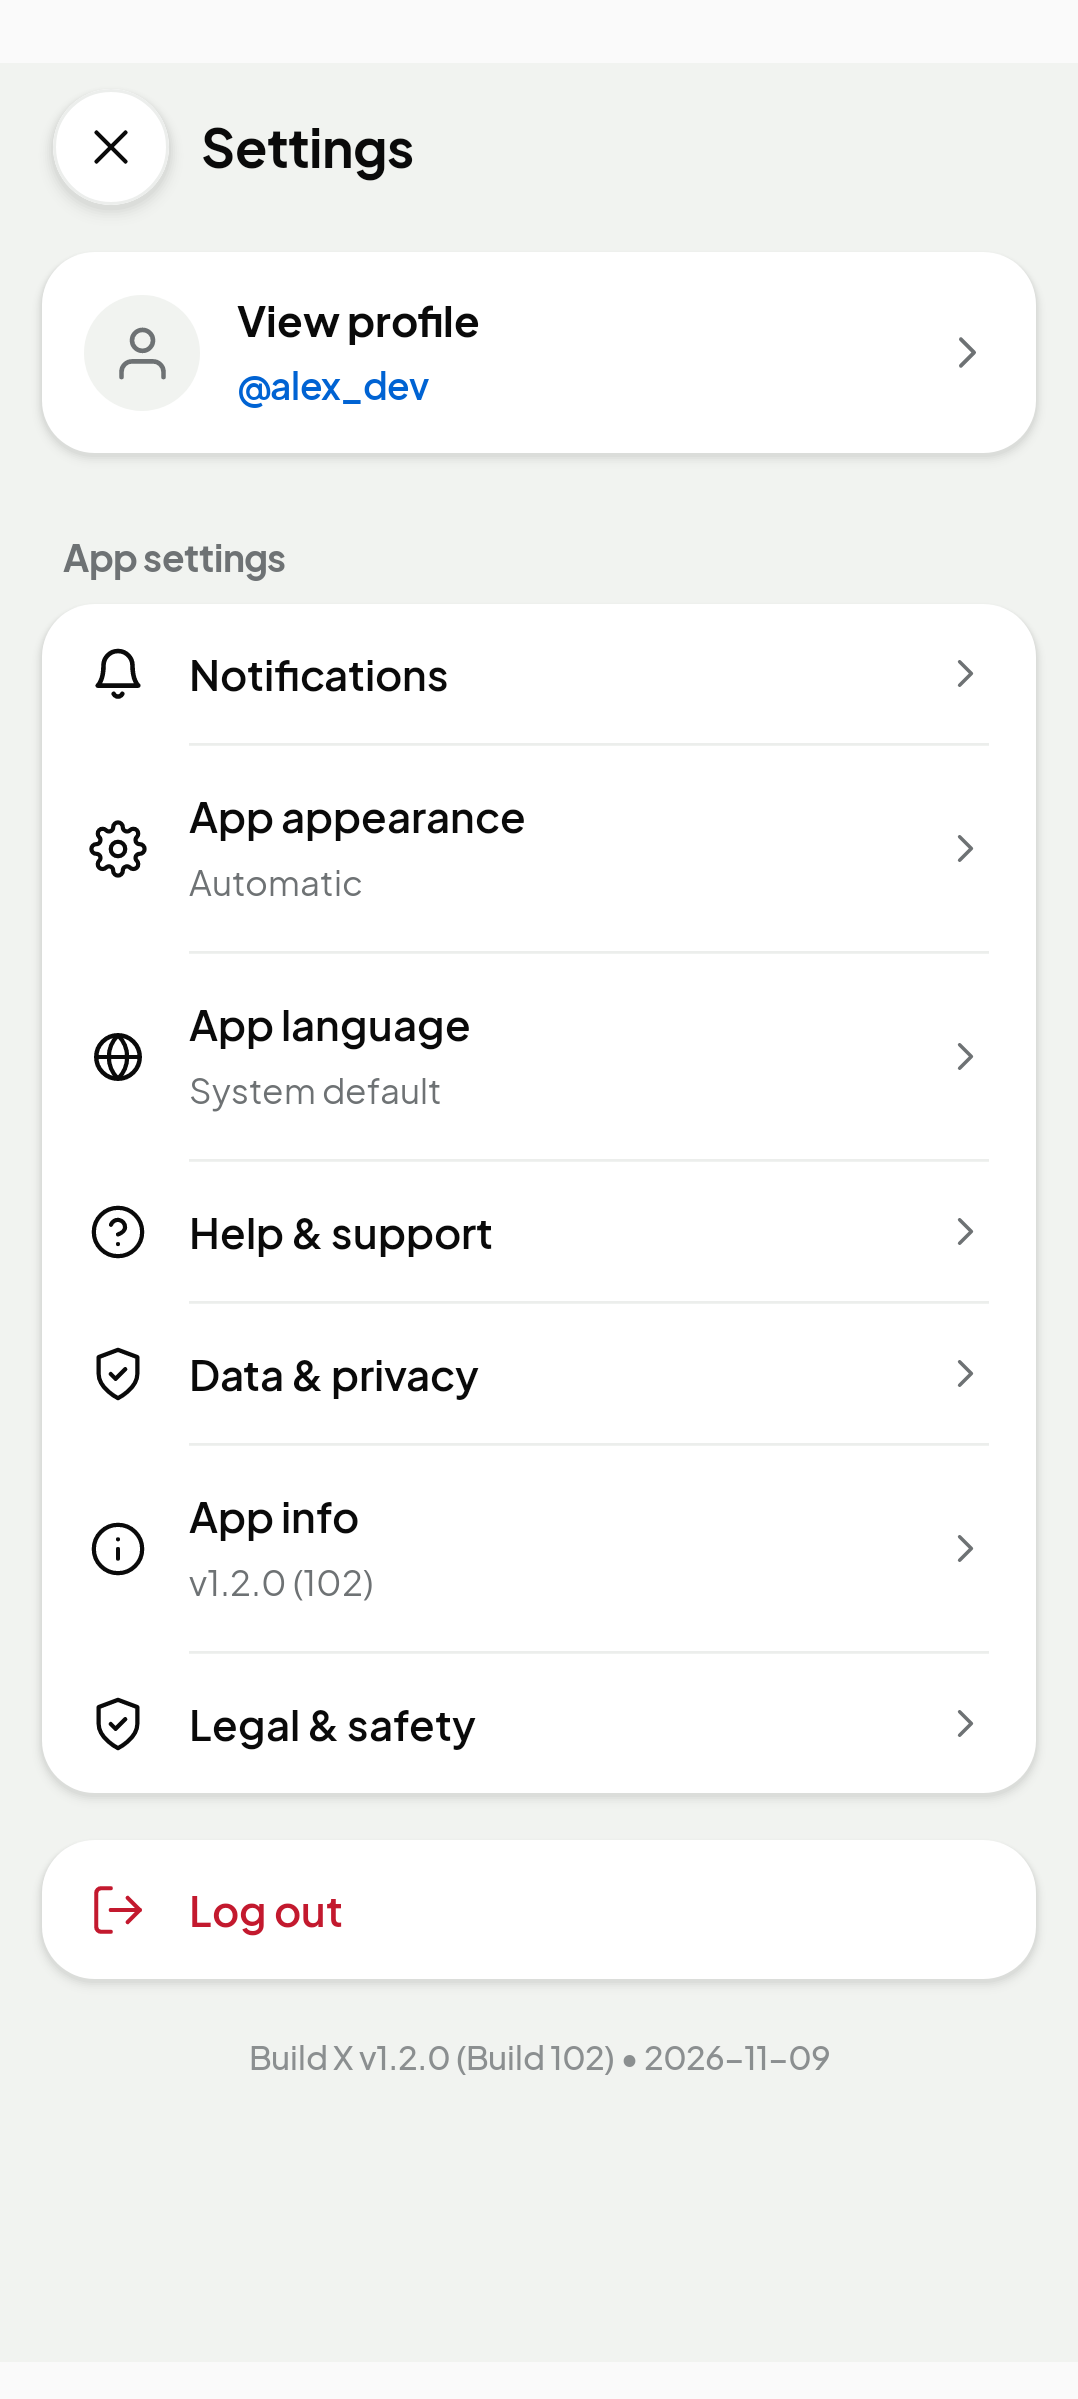 Settings
View profile
@alex_dev
App settings
Notifications
App appearance
Automatic
App language
System default
Help & support
Data & privacy
App info
v1.2.0 (102)
Legal & safety
Log out
Build X v1.2.0 (Build 102) • 2026-11-09